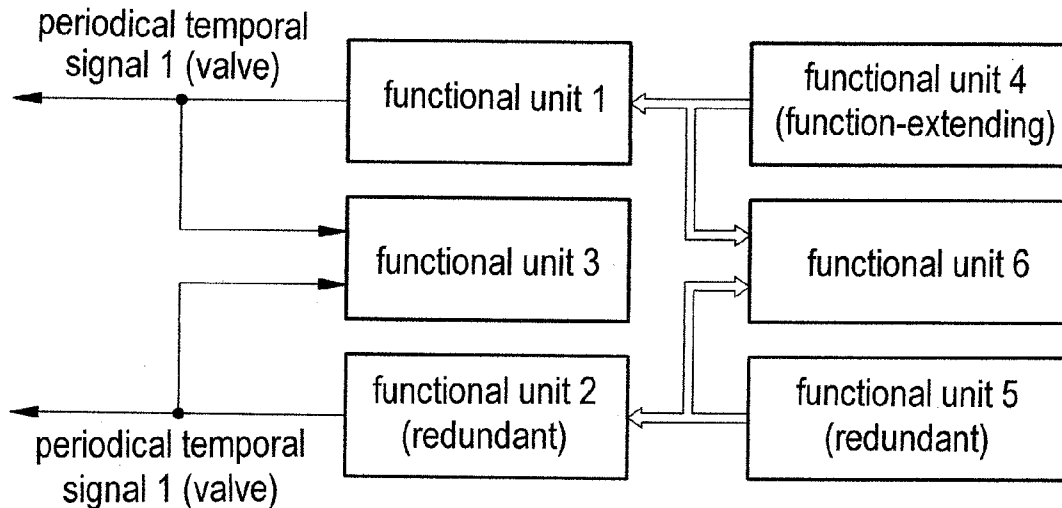 periodical temporal
signal 1 (valve)
functional unit 1
functional unit 4
(function-extending)
functional unit 3
functional unit 6
functional unit 2
(redundant)
functional unit 5
(redundant)
periodical temporal
signal 1 (valve)